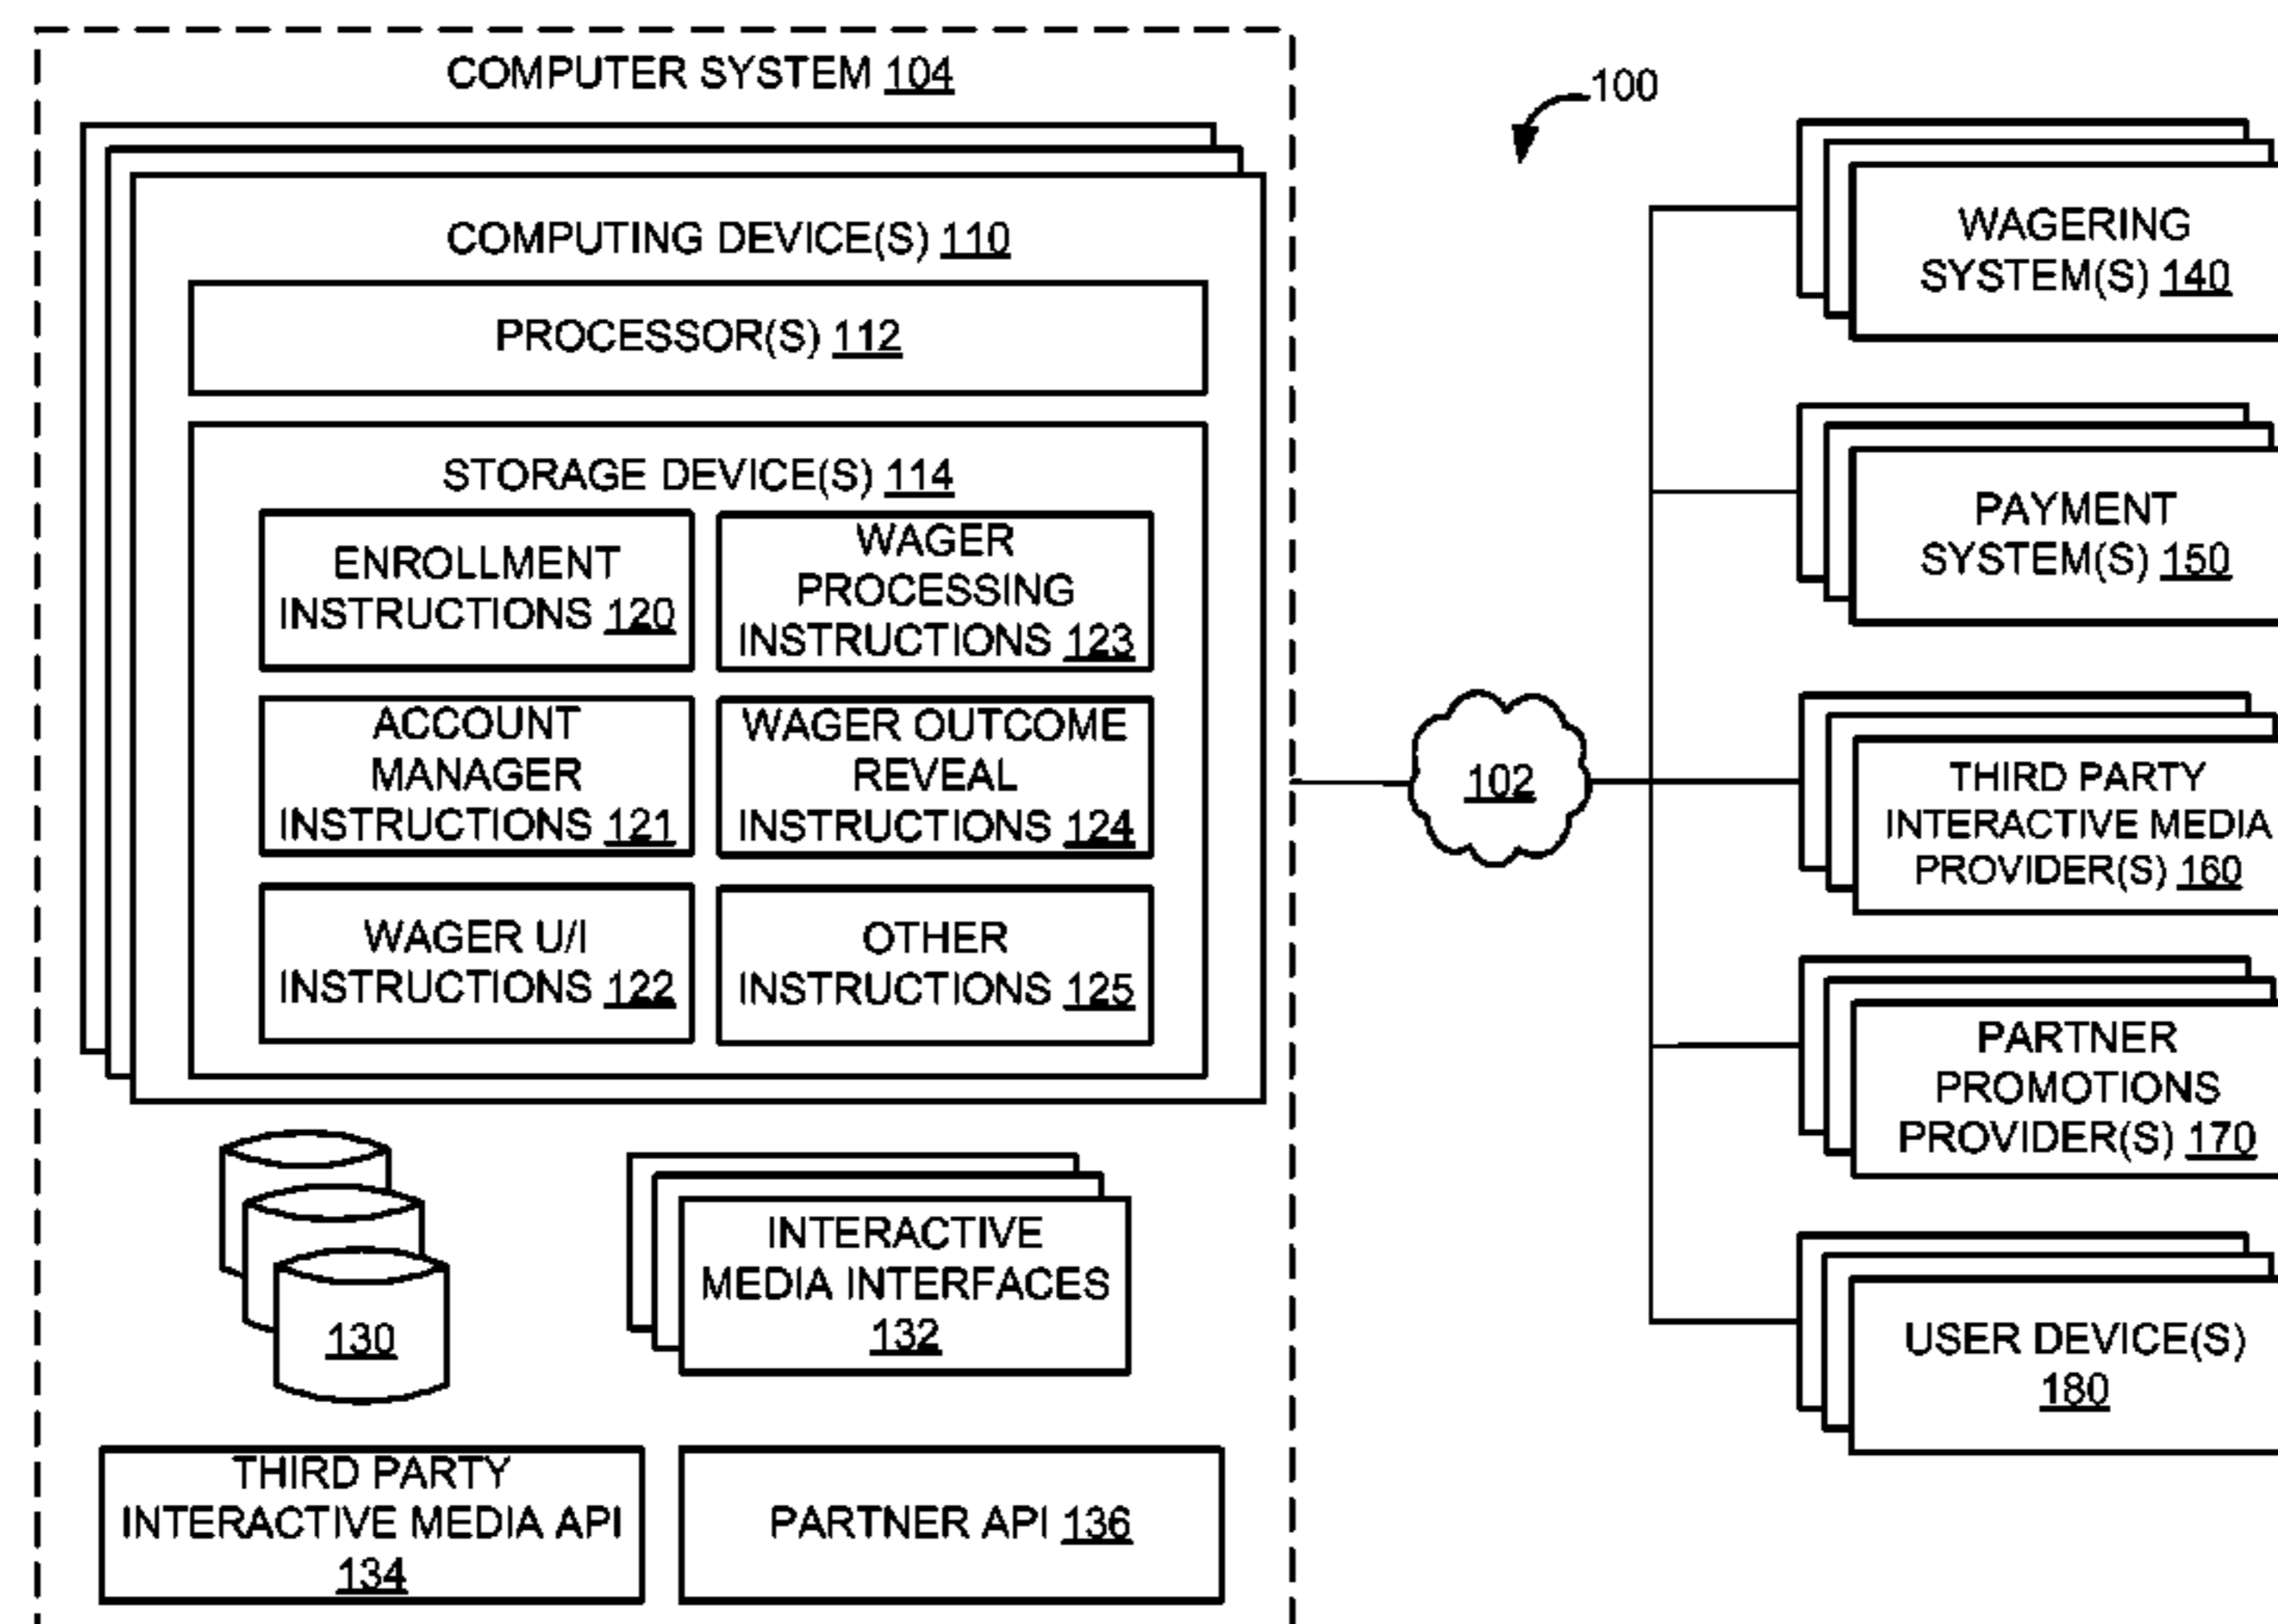 COMPUTER SYSTEM 104
COMPUTING DEVICE(S) 110
PROCESSOR(S) 112
STORAGE DEVICE(S) 114
ENROLLMENT
INSTRUCTIONS 120
WAGER
PROCESSING
INSTRUCTIONS 123
ACCOUNT
MANAGER
INSTRUCTIONS 121
WAGER OUTCOME
REVEAL
INSTRUCTIONS 124
WAGER U/I
INSTRUCTIONS 122
OTHER
INSTRUCTIONS 125
130
INTERACTIVE
MEDIA INTERFACES
132
THIRD PARTY
INTERACTIVE MEDIA API
134
PARTNER API 136
100
102
WAGERING
SYSTEM(S) 140
PAYMENT
SYSTEM(S) 150
THIRD PARTY
INTERACTIVE MEDIA
PROVIDER(S) 160
PARTNER
PROMOTIONS
PROVIDER(S) 170
USER DEVICE(S)
180